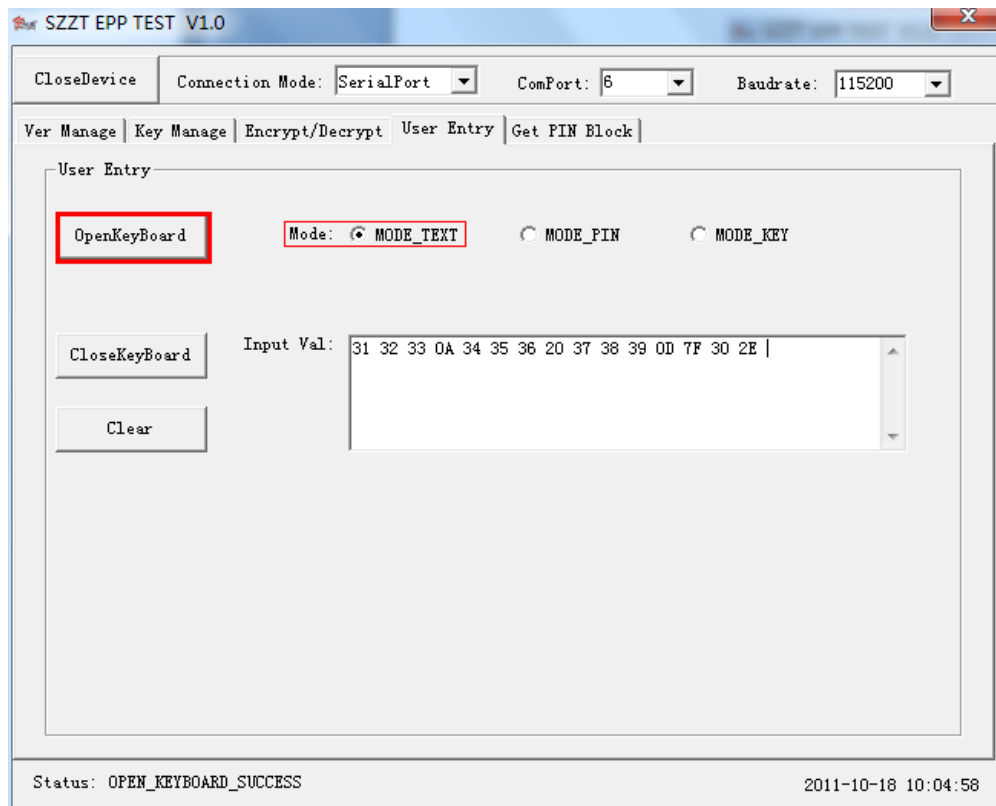 SZZT EPP TEST V1.0
CloseDevice Connection Mode: SerialPort ComPort: 6 Baudrate: 115200
Ver Manage Key Manage Encrypt/Decrypt User Entry Get PIN Block
User Entry
OpenKeyBoard Mode: MODE_TEXT MODE_PIN MODE_KEY
CloseKeyBoard Input Val: 31 32 33 0A 34 35 36 20 37 38 39 0D 7F 30 2E
Clear
Status: OPEN_KEYBOARD_SUCCESS 2011-10-18 10:04:58